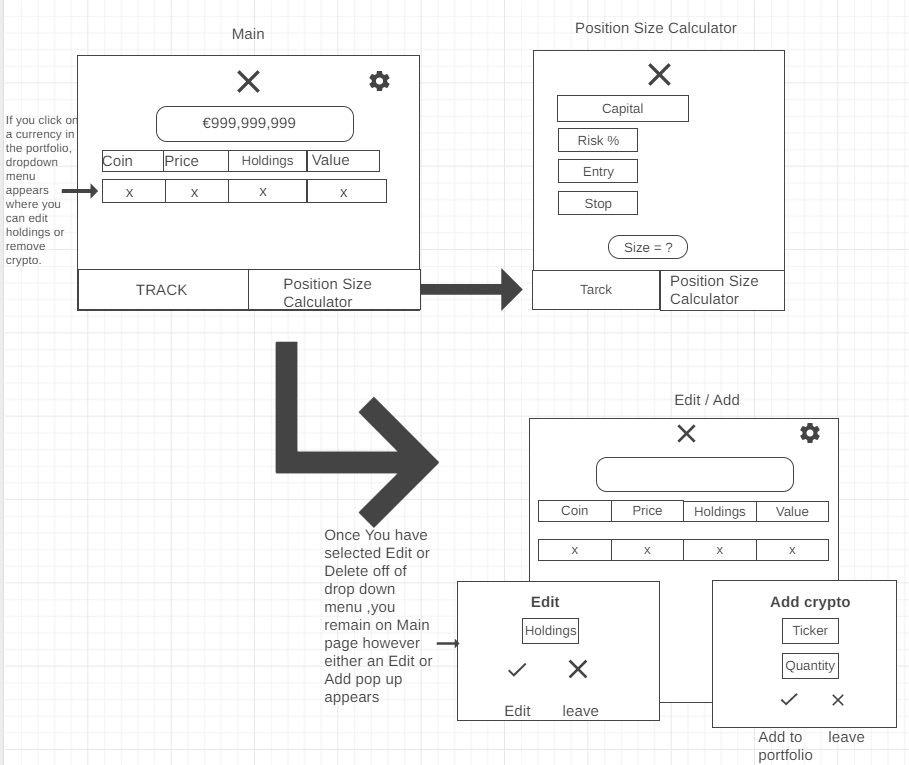 Main
Position Size Calculator
If you click on
a currency in
the portfolio,
dropdown
menu
appears
where you
can edit
holdings or
remove
crypto.
€999,999,999
Coin Price Holdings Value
x x x x
TRACK
Position Size
Calculator
Capital
Risk %
Entry
Stop
Size = ?
Tarck
Position Size
Calculator
Edit / Add
Coin Price Holdings Value
x x x x
Once You have
selected Edit or
Delete off of
drop down
menu ,you
remain on Main
page however
either an Edit or
Add pop up
appears
Edit
Holdings
Edit leave
Add crypto
Ticker
Quantity
Add to
portfolio
leave